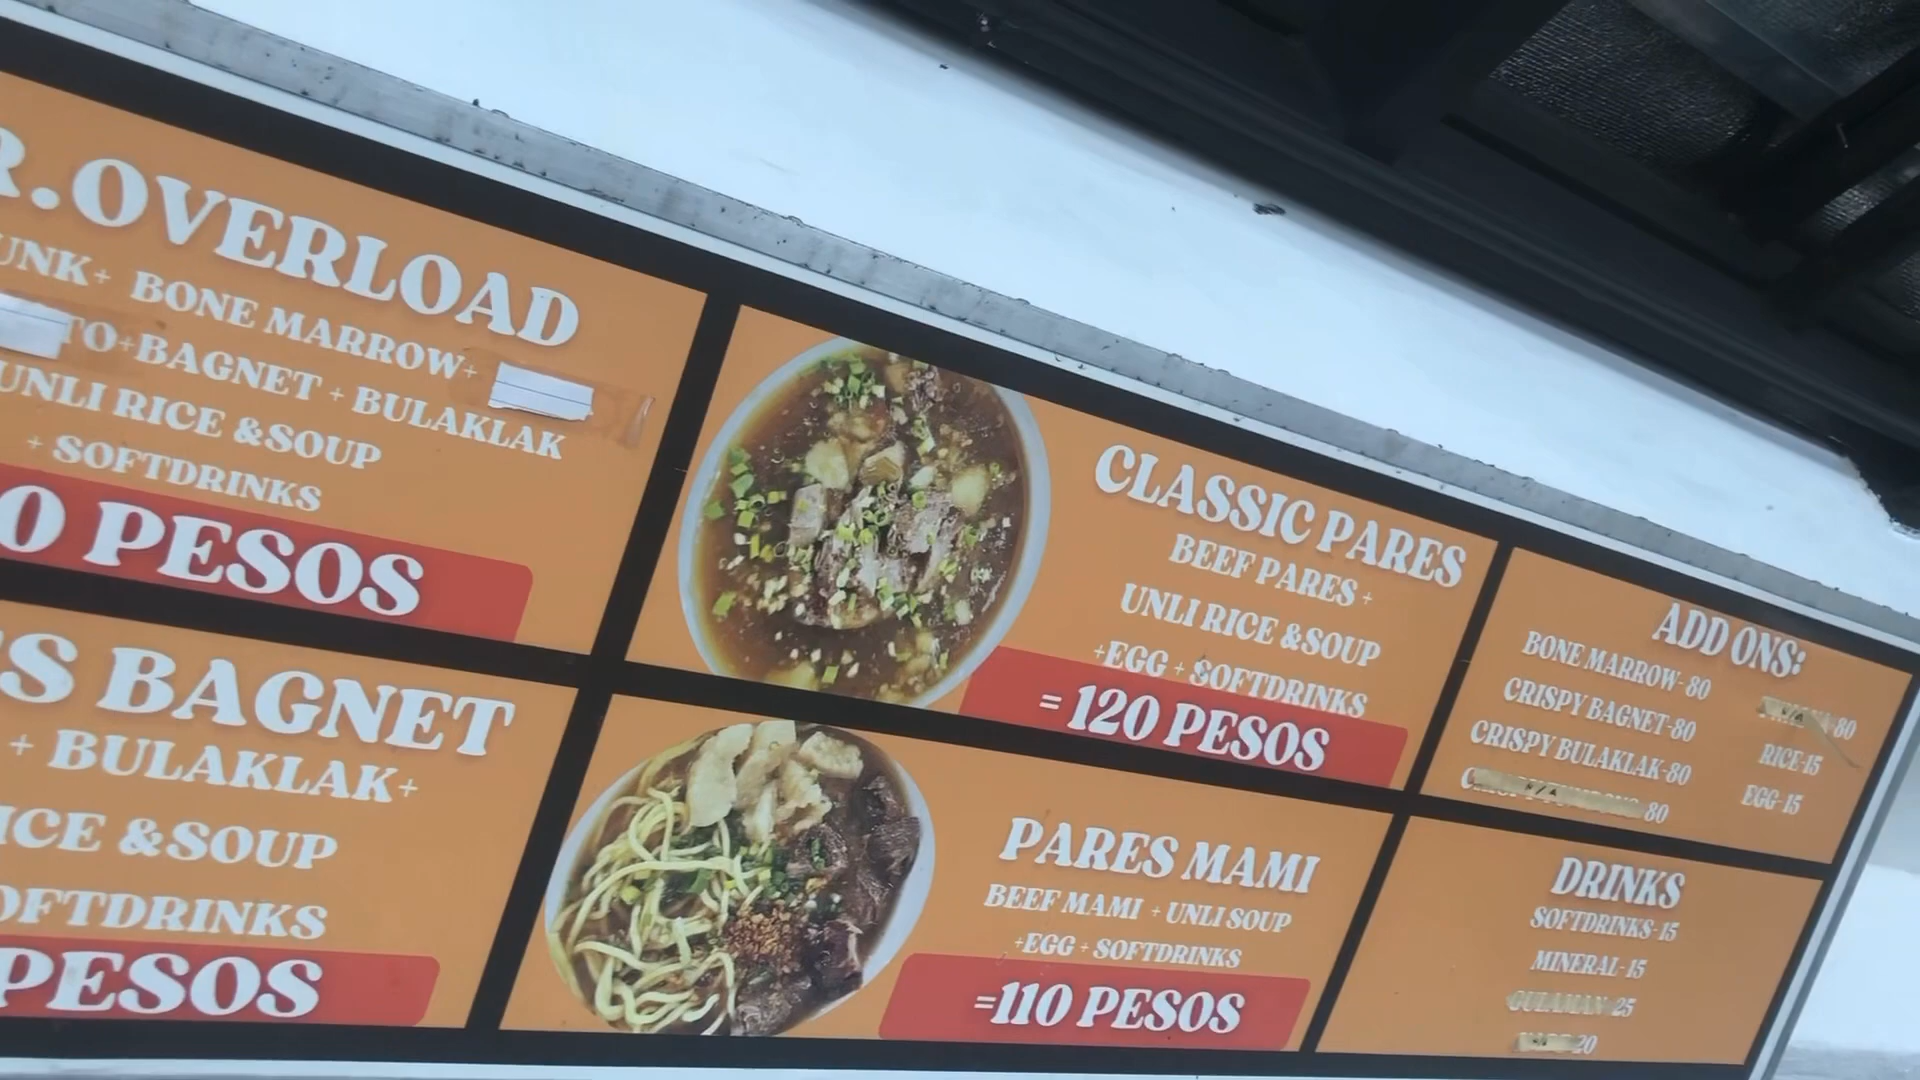 R.OVERLOAD
UNK+ BONE MARROW+
TO+BAGNET + BULAKLAK
UNLI RICE &SOUP
+ SOFTDRINKS
0 PESOS
S BAGNET
+ BULAKLAK+
ICE &SOUP
OFTDRINKS
PESOS
CLASSIC PARES
BEEF PARES +
UNLI RICE &SOUP
+EGG + SOFTDRINKS
= 120 PESOS
PARES MAMI
BEEF MAMI + UNLI SOUP
+EGG + SOFTDRINKS
=110 PESOS
ADD ONS:
BONE MARROW-80
CRISPY BAGNET-80
CRISPY BULAKLAK-80
N/A 80
N/A 80
RICE-15
EGG-15
DRINKS
SOFTDRINKS-15
MINERAL-15
GULAMAN 25
20